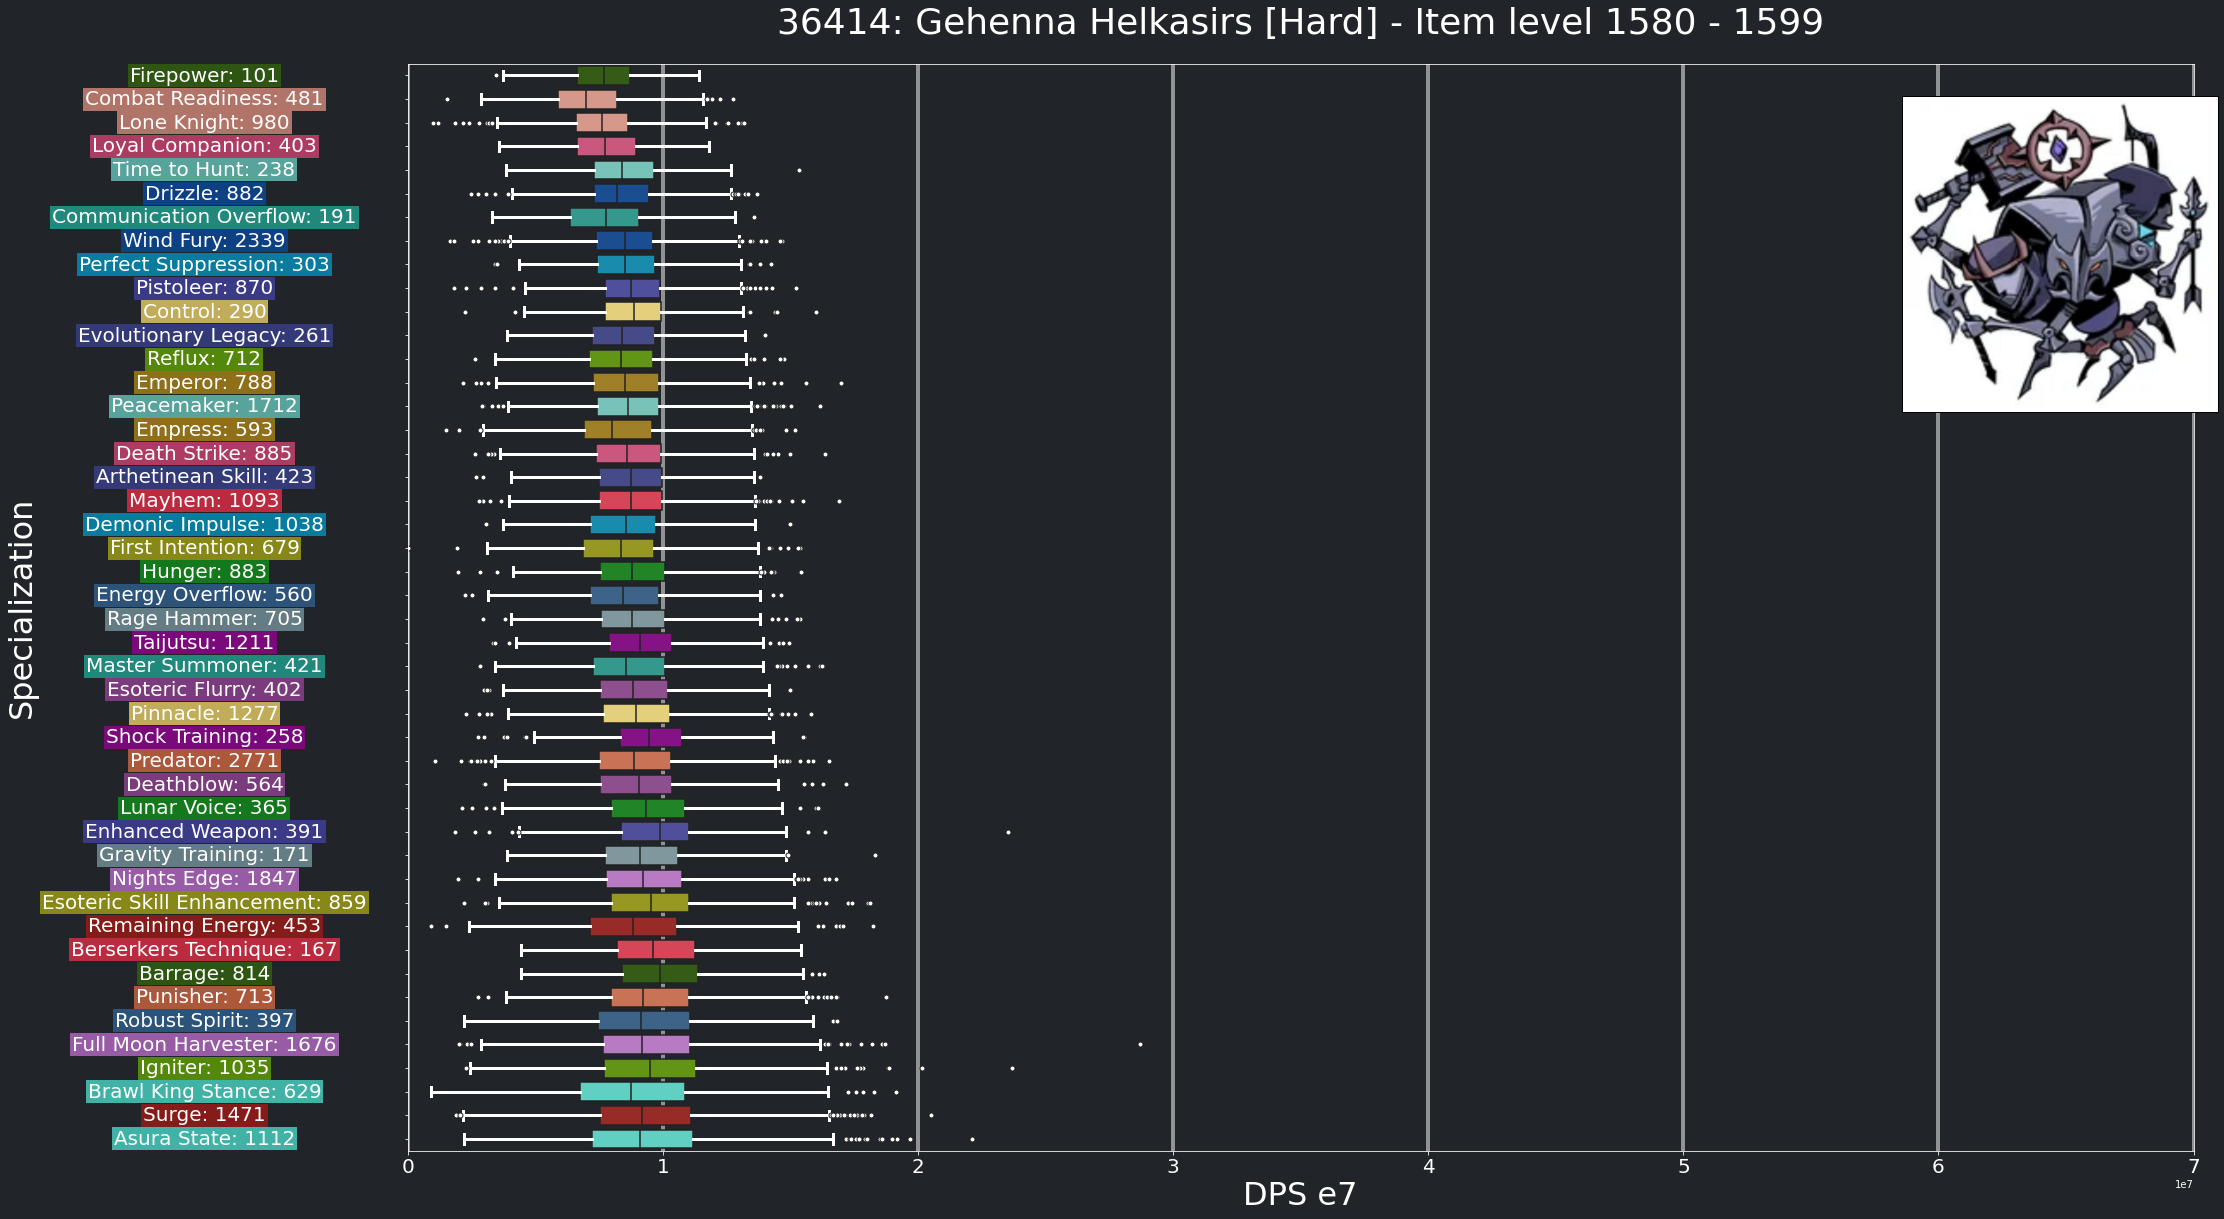 36414: Gehenna Helkasirs [Hard] - Item level 1580 - 1599
Firepower: 101
Combat Readiness: 481
Lone Knight: 980
Loyal Companion: 403
Time to Hunt: 238
Drizzle: 882
Communication Overflow: 191
Wind Fury: 2339
Perfect Suppression: 303
Pistoleer: 870
Control: 290
Evolutionary Legacy: 261
Reflux: 712
Emperor: 788
Peacemaker: 1712
Empress: 593
Death Strike: 885
Arthetinean Skill: 423
Mayhem: 1093
Demonic Impulse: 1038
First Intention: 679
Hunger: 883
Energy Overflow: 560
Rage Hammer: 705
Taijutsu: 1211
Master Summoner: 421
Esoteric Flurry: 402
Pinnacle: 1277
Shock Training: 258
Predator: 2771
Deathblow: 564
Lunar Voice: 365
Enhanced Weapon: 391
Gravity Training: 171
Nights Edge: 1847
Esoteric Skill Enhancement: 859
Remaining Energy: 453
Berserkers Technique: 167
Barrage: 814
Punisher: 713
Robust Spirit: 397
Full Moon Harvester: 1676
Igniter: 1035
Brawl King Stance: 629
Surge: 1471
Asura State: 1112
Specialization
0 1 2 3 4 5 6 7
1e7
DPS e7